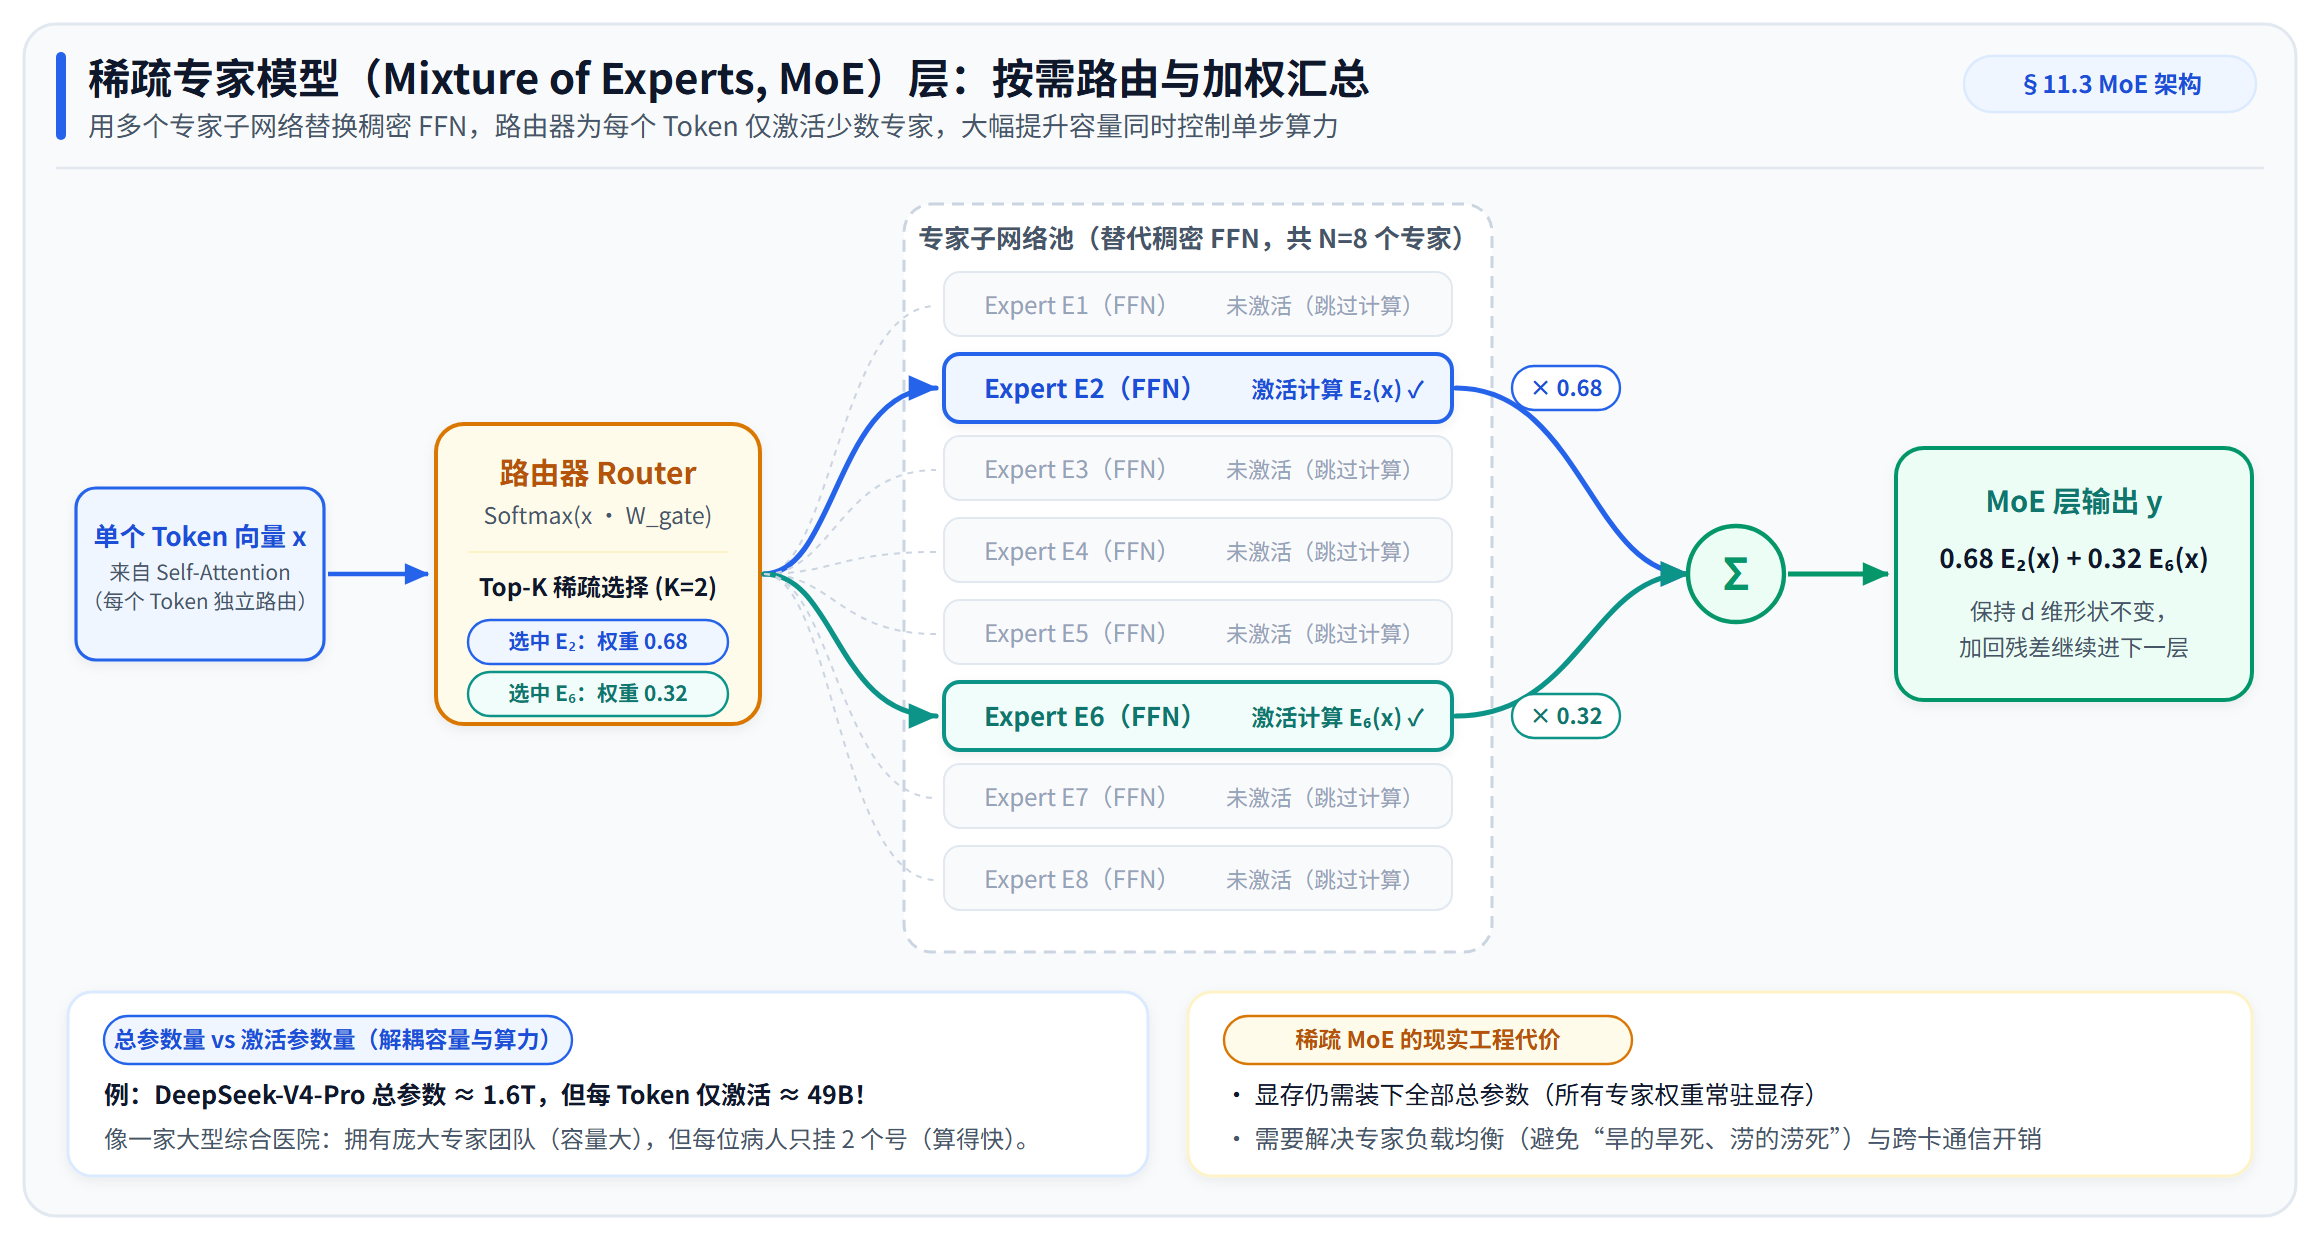 稀疏专家模型（Mixture of Experts, MoE）层：按需路由与加权汇总
用多个专家子网络替换稠密 FFN，路由器为每个 Token 仅激活少数专家，大幅提升容量同时控制单步算力
§ 11.3 MoE 架构
单个 Token 向量 x
来自 Self-Attention
（每个 Token 独立路由）
路由器 Router
Softmax(x · W_gate)
Top-K 稀疏选择 (K=2)
选中 E₂：权重 0.68
选中 E₆：权重 0.32
专家子网络池（替代稠密 FFN，共 N=8 个专家）
Expert E1（FFN） 未激活（跳过计算）
Expert E2（FFN） 激活计算 E₂(x) ✓
Expert E3（FFN） 未激活（跳过计算）
Expert E4（FFN） 未激活（跳过计算）
Expert E5（FFN） 未激活（跳过计算）
Expert E6（FFN） 激活计算 E₆(x) ✓
Expert E7（FFN） 未激活（跳过计算）
Expert E8（FFN） 未激活（跳过计算）
× 0.68
× 0.32
Σ
MoE 层输出 y
0.68 E₂(x) + 0.32 E₆(x)
保持 d 维形状不变，
加回残差继续进下一层
总参数量 vs 激活参数量（解耦容量与算力）
例：DeepSeek-V4-Pro 总参数 ≈ 1.6T，但每 Token 仅激活 ≈ 49B！
像一家大型综合医院：拥有庞大专家团队（容量大），但每位病人只挂 2 个号（算得快）。
稀疏 MoE 的现实工程代价
· 显存仍需装下全部总参数（所有专家权重常驻显存）
· 需要解决专家负载均衡（避免“旱的旱死、涝的涝死”）与跨卡通信开销